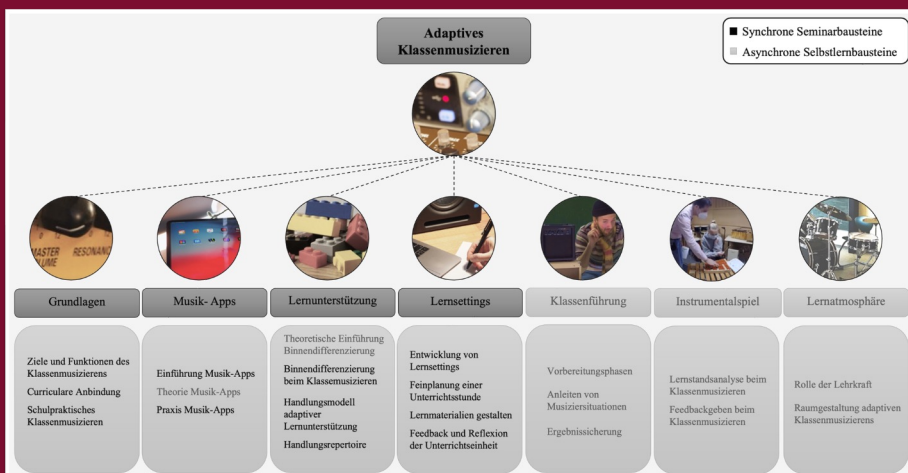 Adaptives
Klassenmusizieren
Synchrone Seminarbausteine
Asynchrone Selbstlernbausteine
MASTER
VOLUME
RESONANCE
Grundlagen
Musik- Apps
Lernunterstützung
Lernsettings
Klassenführung
Instrumentalspiel
Lernatmosphäre
Ziele und Funktionen des
Klassenmusizierens
Curriculare Anbindung
Schulpraktisches
Klassenmusizieren
Einführung Musik-Apps
Theorie Musik-Apps
Praxis Musik-Apps
Theoretische Einführung
Binnendifferenzierung
Binnendifferenzierung
beim Klassemusizieren
Handlungsmodell
adaptiver
Lernunterstützung
Handlungsrepertoire
Entwicklung von
Lernsettings
Feinplanung einer
Unterrichtsstunde
Lernmaterialien gestalten
Feedback und Reflexion
der Unterrichtseinheit
Vorbereitungsphasen
Anleiten von
Musiziersituationen
Ergebnissicherung
Lernstandsanalyse beim
Klassenmusizieren
Feedbackgeben beim
Klassenmusizieren
Rolle der Lehrkraft
Raumgestaltung adaptiven
Klassenmusizierens